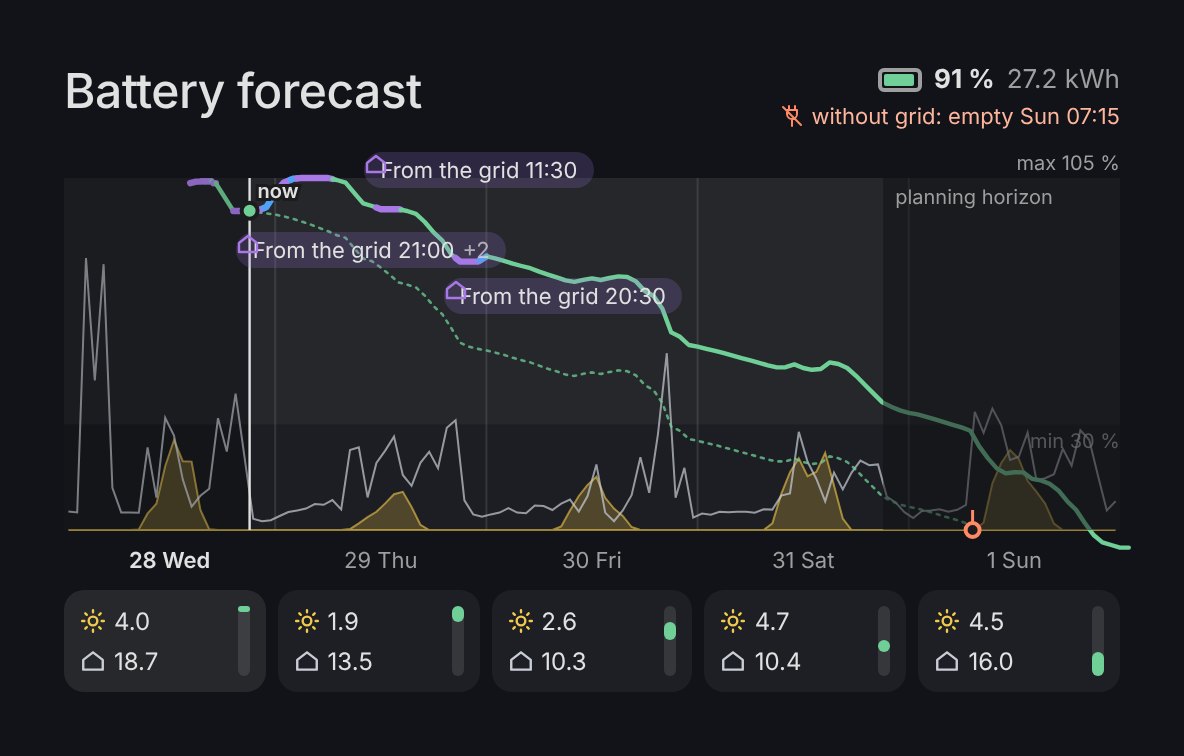 Battery forecast
91 % 27.2 kWh
without grid: empty Sun 07:15
max 105 %
From the grid 11:30
now
planning horizon
From the grid 21:00 +2
From the grid 20:30
min 30 %
28 Wed 29 Thu 30 Fri 31 Sat 1 Sun
4.0 1.9 2.6 4.7 4.5
18.7 13.5 10.3 10.4 16.0